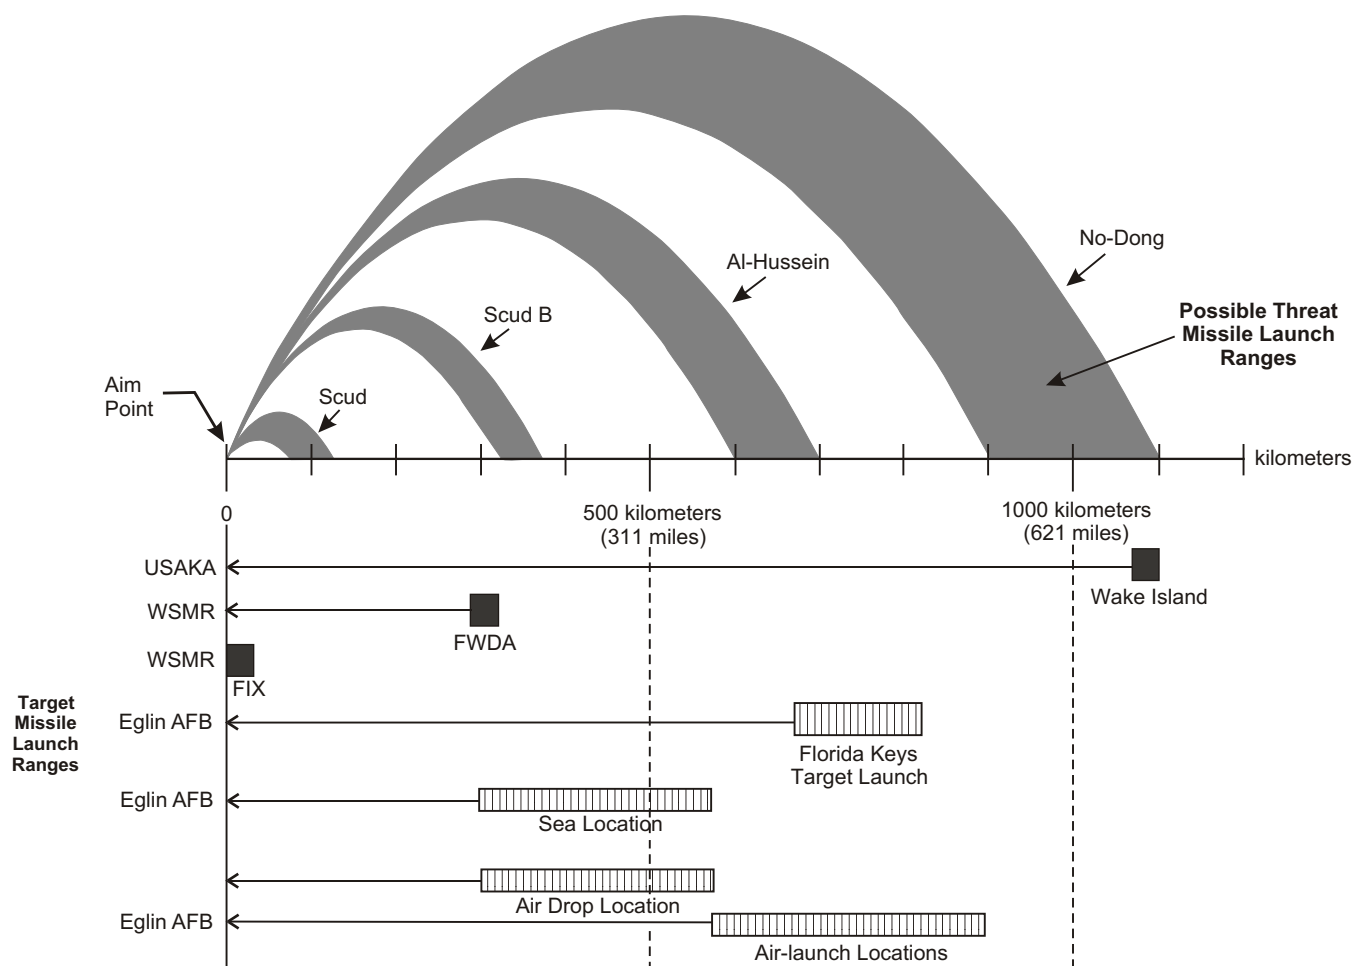 No-Dong
Al-Hussein
Possible Threat
Missile Launch
Ranges
Scud B
Aim
Point
Scud
kilometers
0
500 kilometers
(311 miles)
1000 kilometers
(621 miles)
USAKA
Wake Island
WSMR
FWDA
WSMR
FIX
Target
Missile
Launch
Ranges
Eglin AFB
Florida Keys
Target Launch
Eglin AFB
Sea Location
Air Drop Location
Eglin AFB
Air-launch Locations